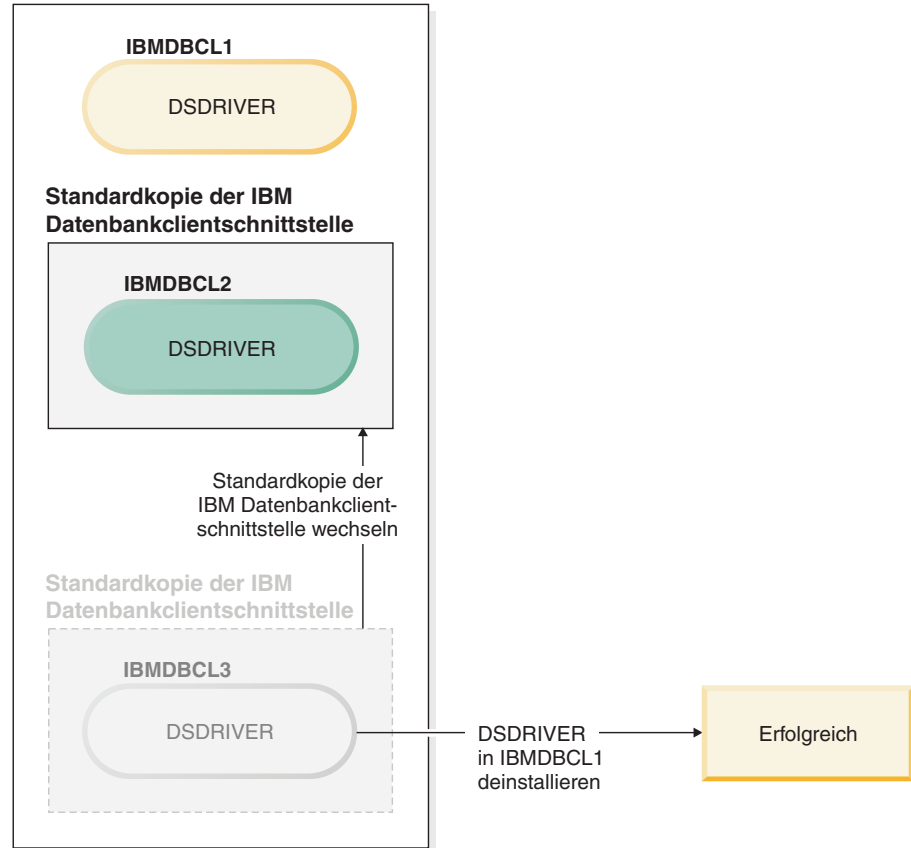 IBMDBCL1
DSDRIVER
Standardkopie der IBM
Datenbankclientschnittstelle
IBMDBCL2
DSDRIVER
Standardkopie der
IBM Datenbankclient-
schnittstelle wechseln
Standardkopie der IBM
Datenbankclientschnittstelle
IBMDBCL3
DSDRIVER
DSDRIVER
in IBMDBCL1
deinstallieren
Erfolgreich